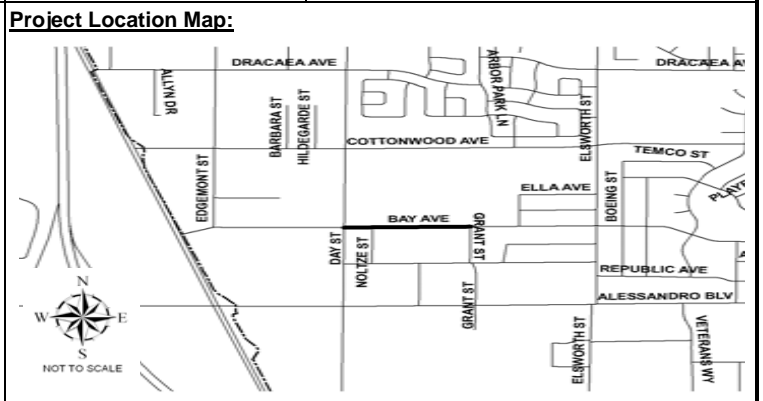 Project Location Map:
DRACAEA AVE
DRACAEA A
ALLYN DR
ARBOR PARK LN
BARBARA ST
HILDEGARDE ST
ELSWORTH ST
COTTONWOOD AVE
TEMCO ST
EDGEMONT ST
ELLA AVE
BOEING ST
PLAYE
BAY AVE
GRANT ST
DAY ST
NOLTZE ST
REPUBLIC AVE
GRANT ST
ALESSANDRO BLV
ELSWORTH ST
VETERANS WY
N
W E
S
NOT TO SCALE